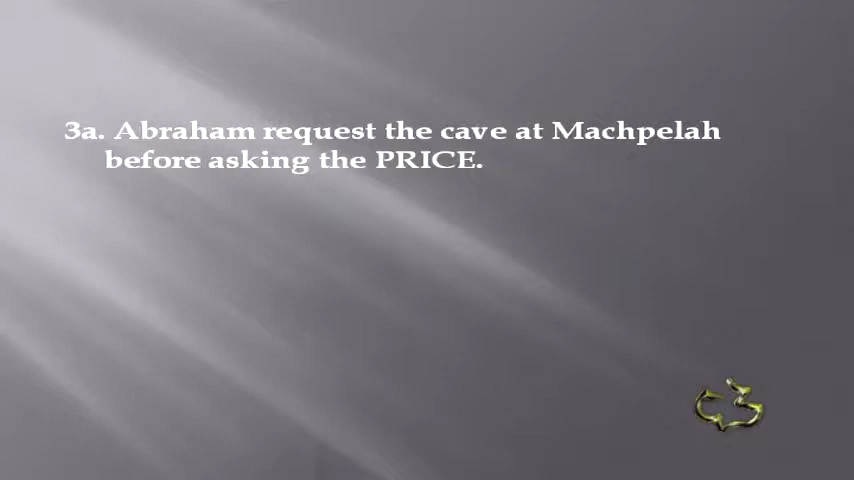 3a. Abraham request the cave at Machpelah
before asking the PRICE.